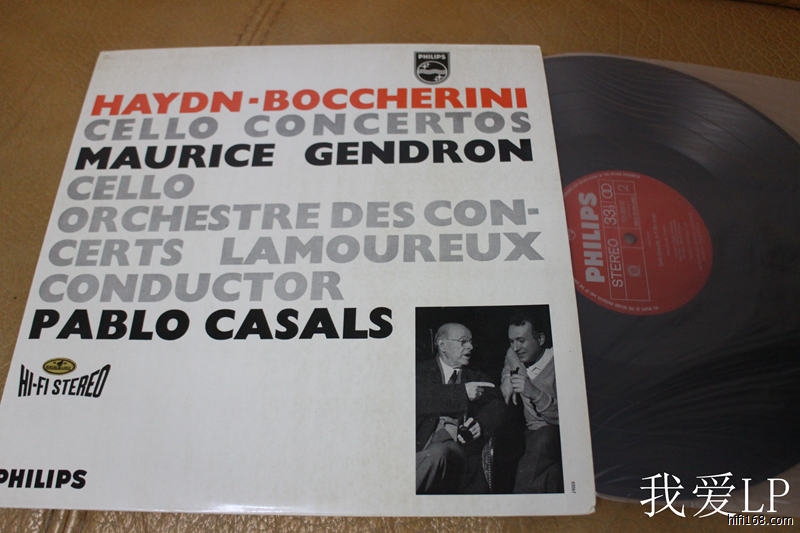 PHILIPS
HAYDN-BOCCHERINI
CELLO CONCERTOS
MAURICE GENDRON
CELLO
ORCHESTRE DES CON-
CERTS LAMOUREUX
CONDUCTOR
PABLO CASALS
HI-FI STEREO
PHILIPS
PHILIPS
STEREO 33⅓ 2
我爱LP
hifi168.com